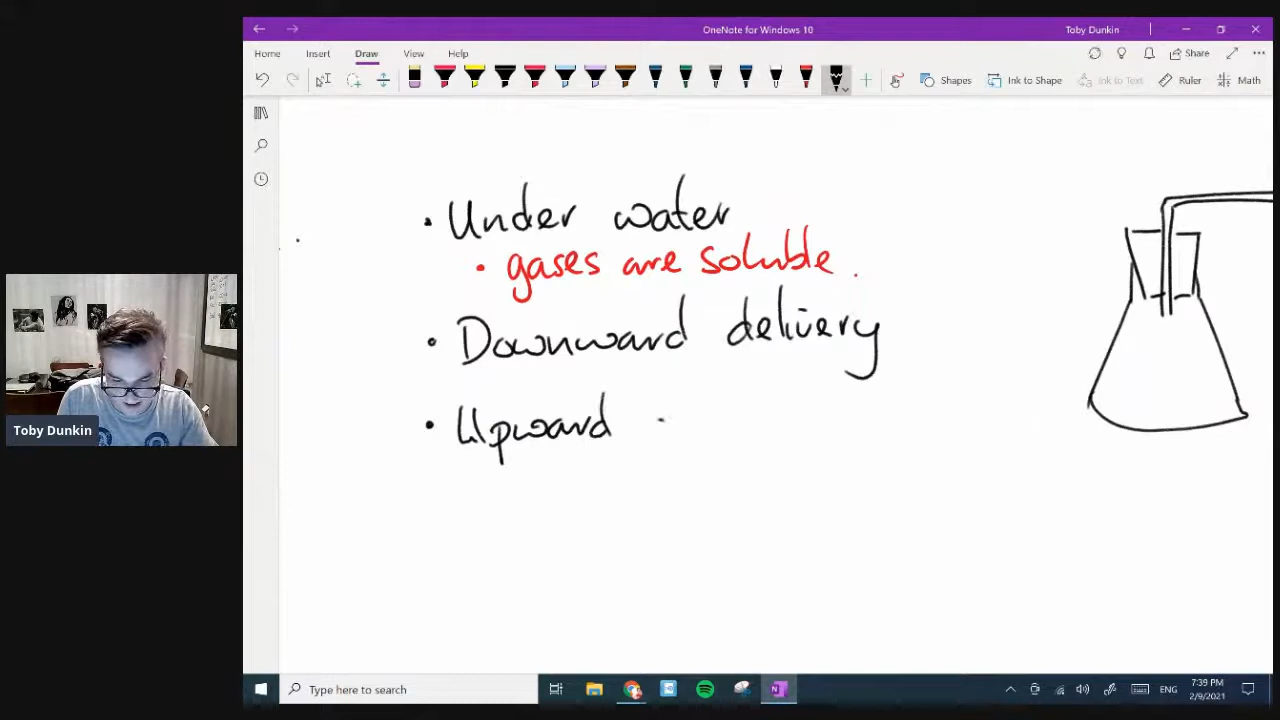 OneNote for Windows 10
Toby Dunkin
Home Insert Draw View Help
Share
Shapes Ink to Shape Ink to Text Ruler Math
• Under water
• gases are soluble.
• Downward delivery
• Upward
Toby Dunkin
Type here to search
ENG
7:39 PM
2/9/2021